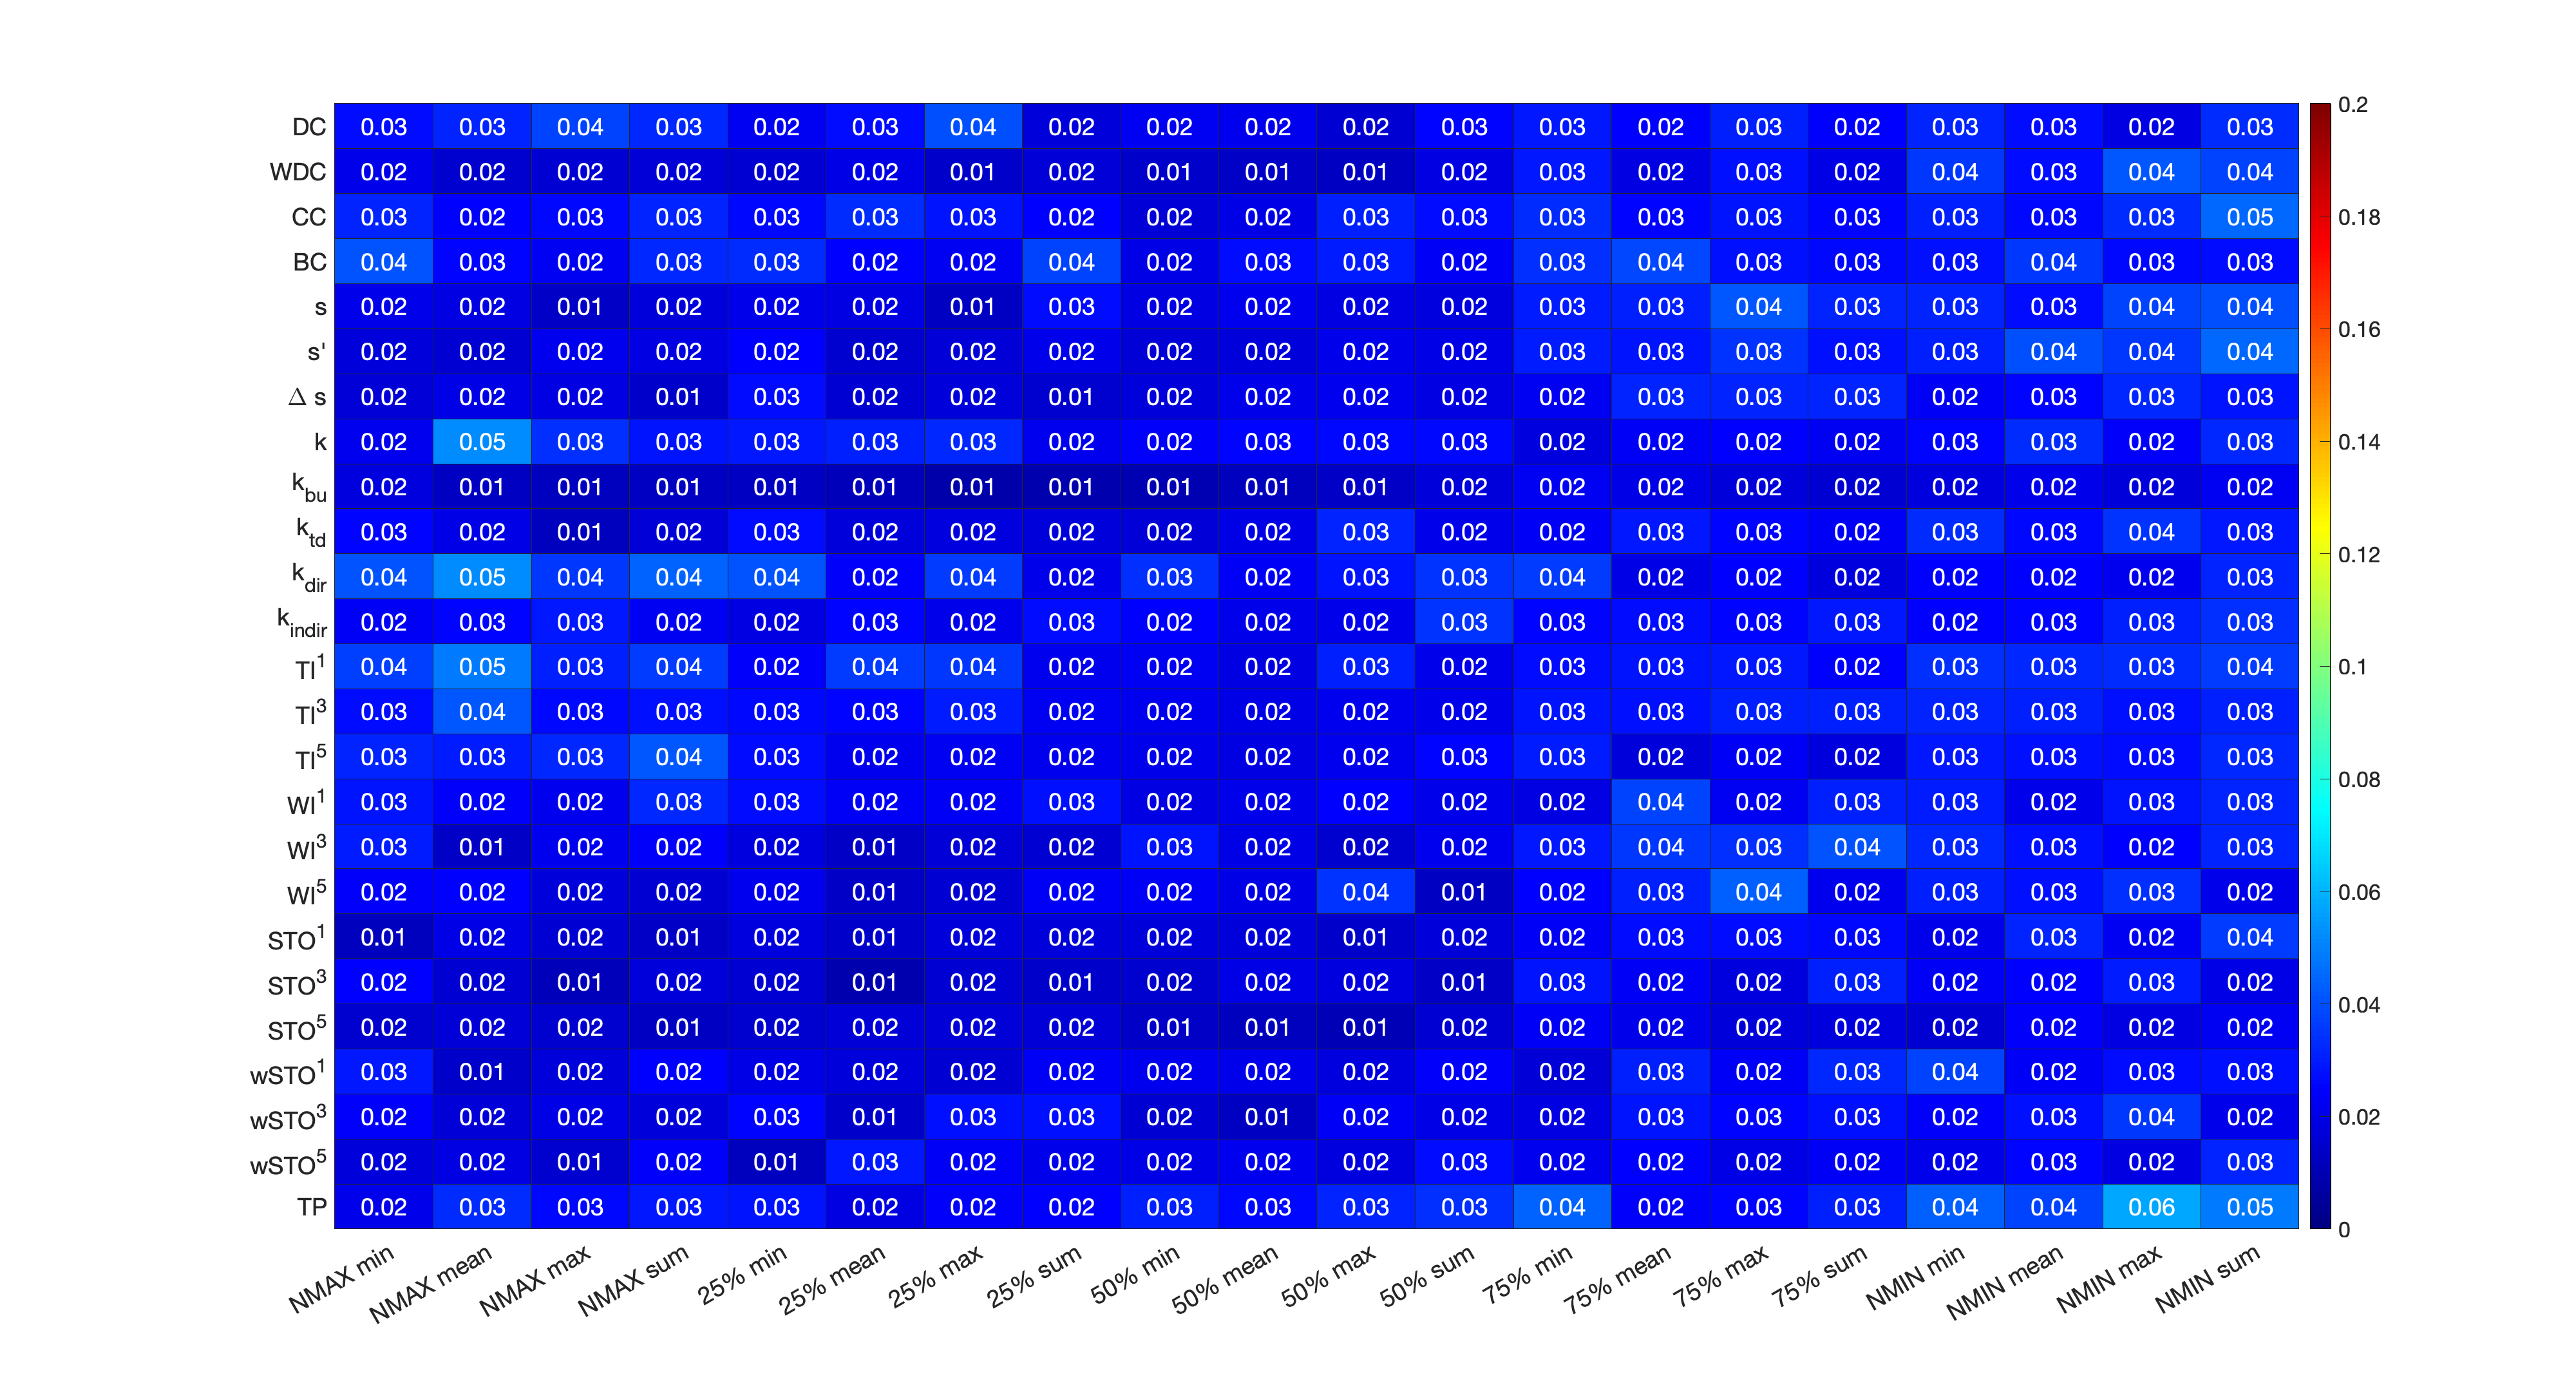 DC 0.03 0.03 0.04 0.03 0.02 0.03 0.04 0.02 0.02 0.02 0.02 0.03 0.03 0.02 0.03 0.02 0.03 0.03 0.02 0.03
WDC 0.02 0.02 0.02 0.02 0.02 0.02 0.01 0.02 0.01 0.01 0.01 0.02 0.03 0.02 0.03 0.02 0.04 0.03 0.04 0.04
CC 0.03 0.02 0.03 0.03 0.03 0.03 0.03 0.02 0.02 0.02 0.03 0.03 0.03 0.03 0.03 0.03 0.03 0.03 0.03 0.05
BC 0.04 0.03 0.02 0.03 0.03 0.02 0.02 0.04 0.02 0.03 0.03 0.02 0.03 0.04 0.03 0.03 0.03 0.04 0.03 0.03
s 0.02 0.02 0.01 0.02 0.02 0.02 0.01 0.03 0.02 0.02 0.02 0.02 0.03 0.03 0.04 0.03 0.03 0.03 0.04 0.04
s' 0.02 0.02 0.02 0.02 0.02 0.02 0.02 0.02 0.02 0.02 0.02 0.02 0.03 0.03 0.03 0.03 0.03 0.04 0.04 0.04
Δ s 0.02 0.02 0.02 0.01 0.03 0.02 0.02 0.01 0.02 0.02 0.02 0.02 0.02 0.03 0.03 0.03 0.02 0.03 0.03 0.03
k 0.02 0.05 0.03 0.03 0.03 0.03 0.03 0.02 0.02 0.03 0.03 0.03 0.02 0.02 0.02 0.02 0.03 0.03 0.02 0.03
k_bu 0.02 0.01 0.01 0.01 0.01 0.01 0.01 0.01 0.01 0.01 0.01 0.02 0.02 0.02 0.02 0.02 0.02 0.02 0.02 0.02
k_td 0.03 0.02 0.01 0.02 0.03 0.02 0.02 0.02 0.02 0.02 0.03 0.02 0.02 0.03 0.03 0.02 0.03 0.03 0.04 0.03
k_dir 0.04 0.05 0.04 0.04 0.04 0.02 0.04 0.02 0.03 0.02 0.03 0.03 0.04 0.02 0.02 0.02 0.02 0.02 0.02 0.03
k_indir 0.02 0.03 0.03 0.02 0.02 0.03 0.02 0.03 0.02 0.02 0.02 0.03 0.03 0.03 0.03 0.03 0.02 0.03 0.03 0.03
TI^1 0.04 0.05 0.03 0.04 0.02 0.04 0.04 0.02 0.02 0.02 0.03 0.02 0.03 0.03 0.03 0.02 0.03 0.03 0.03 0.04
TI^3 0.03 0.04 0.03 0.03 0.03 0.03 0.03 0.02 0.02 0.02 0.02 0.02 0.03 0.03 0.03 0.03 0.03 0.03 0.03 0.03
TI^5 0.03 0.03 0.03 0.04 0.03 0.02 0.02 0.02 0.02 0.02 0.02 0.03 0.03 0.02 0.02 0.02 0.03 0.03 0.03 0.03
WI^1 0.03 0.02 0.02 0.03 0.03 0.02 0.02 0.03 0.02 0.02 0.02 0.02 0.02 0.04 0.02 0.03 0.03 0.02 0.03 0.03
WI^3 0.03 0.01 0.02 0.02 0.02 0.01 0.02 0.02 0.03 0.02 0.02 0.02 0.03 0.04 0.03 0.04 0.03 0.03 0.02 0.03
WI^5 0.02 0.02 0.02 0.02 0.02 0.01 0.02 0.02 0.02 0.02 0.04 0.01 0.02 0.03 0.04 0.02 0.03 0.03 0.03 0.02
STO^1 0.01 0.02 0.02 0.01 0.02 0.01 0.02 0.02 0.02 0.02 0.01 0.02 0.02 0.03 0.03 0.03 0.02 0.03 0.02 0.04
STO^3 0.02 0.02 0.01 0.02 0.02 0.01 0.02 0.01 0.02 0.02 0.02 0.01 0.03 0.02 0.02 0.03 0.02 0.02 0.03 0.02
STO^5 0.02 0.02 0.02 0.01 0.02 0.02 0.02 0.02 0.01 0.01 0.01 0.02 0.02 0.02 0.02 0.02 0.02 0.02 0.02 0.02
wSTO^1 0.03 0.01 0.02 0.02 0.02 0.02 0.02 0.02 0.02 0.02 0.02 0.02 0.02 0.03 0.02 0.03 0.04 0.02 0.03 0.03
wSTO^3 0.02 0.02 0.02 0.02 0.03 0.01 0.03 0.03 0.02 0.01 0.02 0.02 0.02 0.03 0.03 0.03 0.02 0.03 0.04 0.02
wSTO^5 0.02 0.02 0.01 0.02 0.01 0.03 0.02 0.02 0.02 0.02 0.02 0.03 0.02 0.02 0.02 0.02 0.02 0.03 0.02 0.03
TP 0.02 0.03 0.03 0.03 0.03 0.02 0.02 0.02 0.03 0.03 0.03 0.03 0.04 0.02 0.03 0.03 0.04 0.04 0.06 0.05
NMAX min NMAX mean NMAX max NMAX sum 25% min 25% mean 25% max 25% sum 50% min 50% mean 50% max 50% sum 75% min 75% mean 75% max 75% sum NMIN min NMIN mean NMIN max NMIN sum
0.2
0.18
0.16
0.14
0.12
0.1
0.08
0.06
0.04
0.02
0